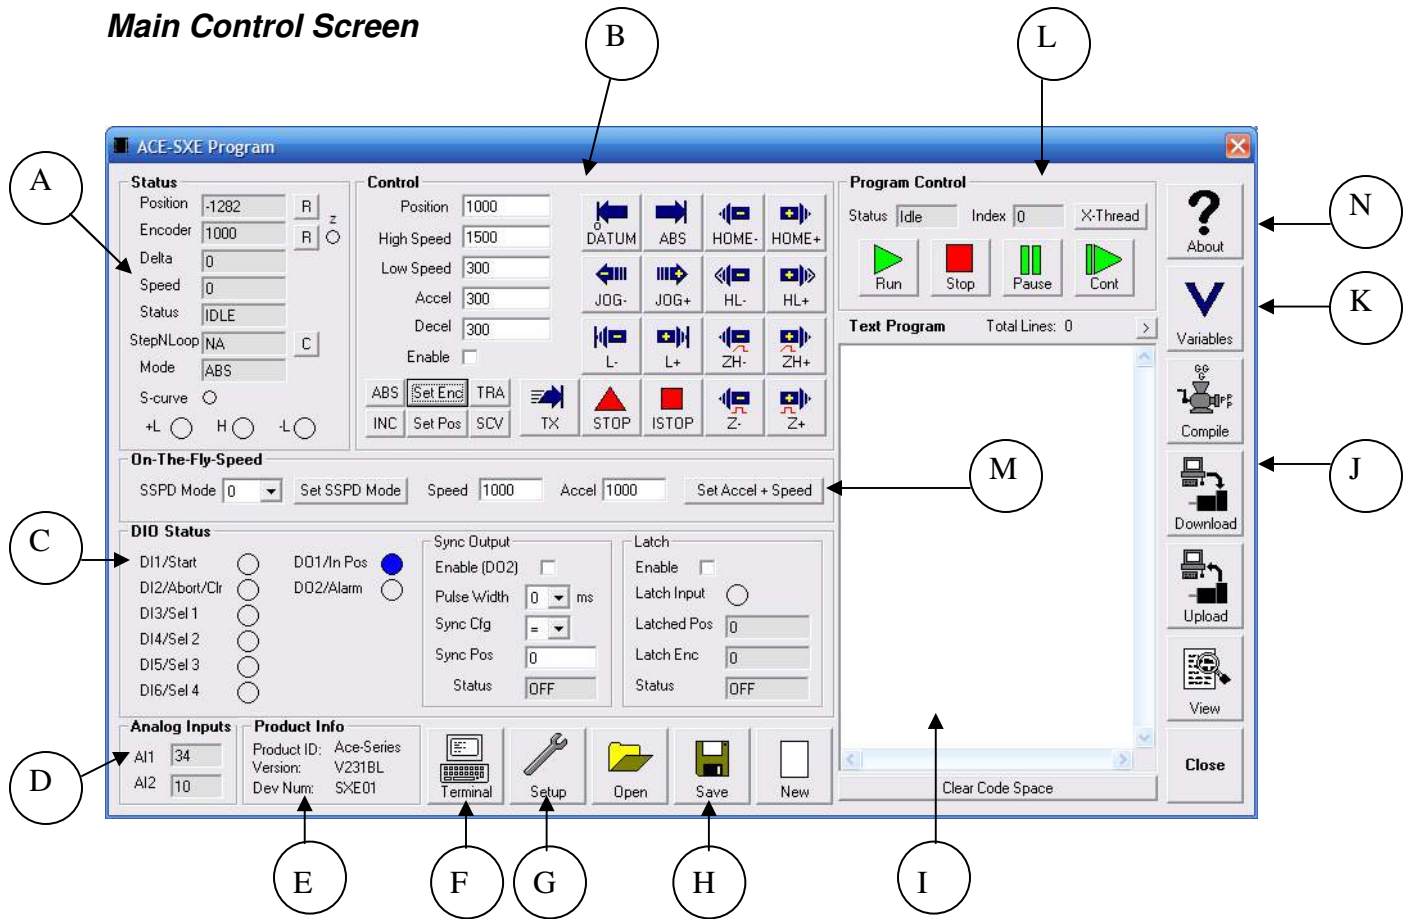 Main Control Screen
B
L
ACE-SXE Program
A
Status
Position -1282 R
Z
Encoder 1000 R
Delta 0
Speed 0
Status IDLE
StepNLoop NA C
Mode ABS
S-curve
+L H -L
Control
Position 1000
High Speed 1500
Low Speed 300
Accel 300
Decel 300
Enable
ABS Set Enc TRA
INC Set Pos SCV
DATUM ABS HOME- HOME+
JOG- JOG+ HL- HL+
L- L+ ZH- ZH+
TX STOP ISTOP Z- Z+
Program Control
Status Idle Index 0 X-Thread
Run Stop Pause Cont
Text Program Total Lines: 0 >
Clear Code Space
About
Variables
Compile
Download
Upload
View
Close
N
K
J
On-The-Fly-Speed
SSPD Mode 0 Set SSPD Mode Speed 1000 Accel 1000 Set Accel + Speed
M
C
DIO Status
DI1/Start DO1/In Pos
DI2/Abort/Clr DO2/Alarm
DI3/Sel 1
DI4/Sel 2
DI5/Sel 3
DI6/Sel 4
Sync Output
Enable (DO2)
Pulse Width 0 ms
Sync Cfg =
Sync Pos 0
Status OFF
Latch
Enable
Latch Input
Latched Pos 0
Latch Enc 0
Status OFF
D
Analog Inputs
AI1 34
AI2 10
Product Info
Product ID: Ace-Series
Version: V231BL
Dev Num: SXE01
Terminal Setup Open Save New
E F G H I